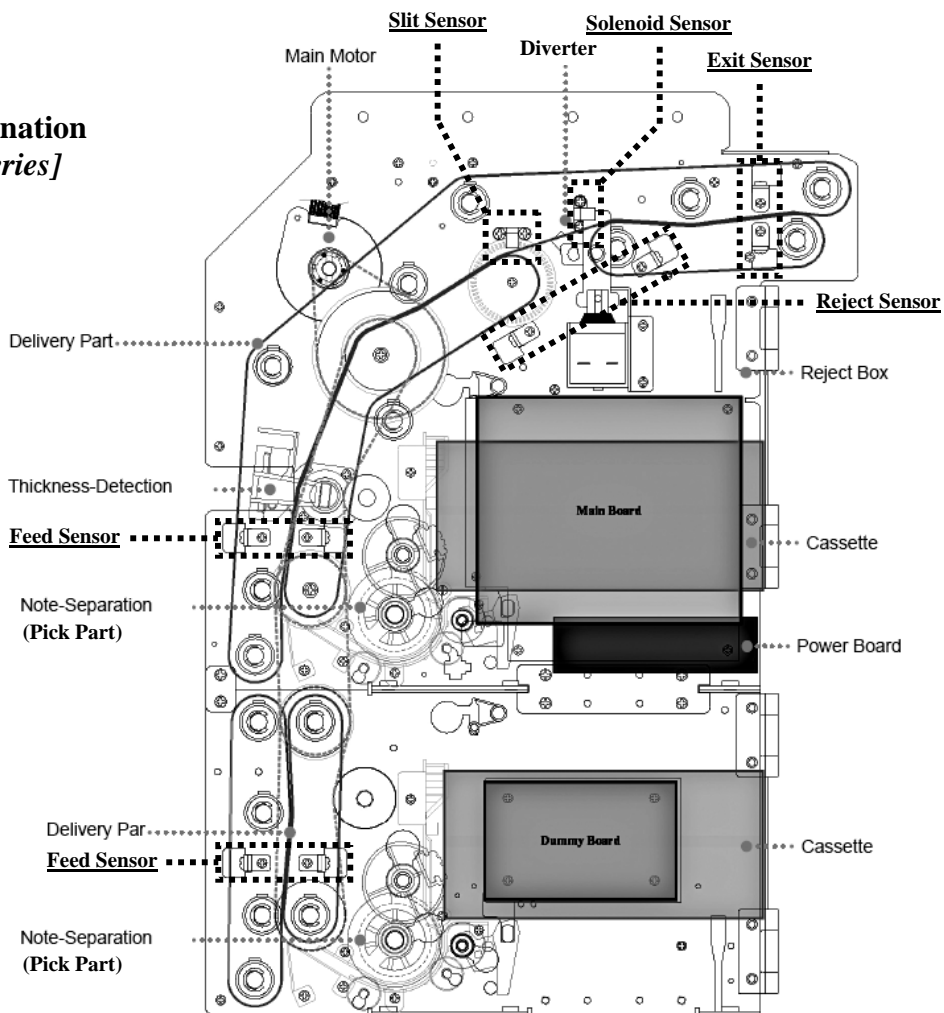 Slit Sensor
Solenoid Sensor
Main Motor
Diverter
Exit Sensor
nation
ries]
Reject Sensor
Delivery Part
Reject Box
Thickness-Detection
Main Board
Feed Sensor
Cassette
Note-Separation
(Pick Part)
Power Board
Delivery Par
Dummy Board
Cassette
Feed Sensor
Note-Separation
(Pick Part)